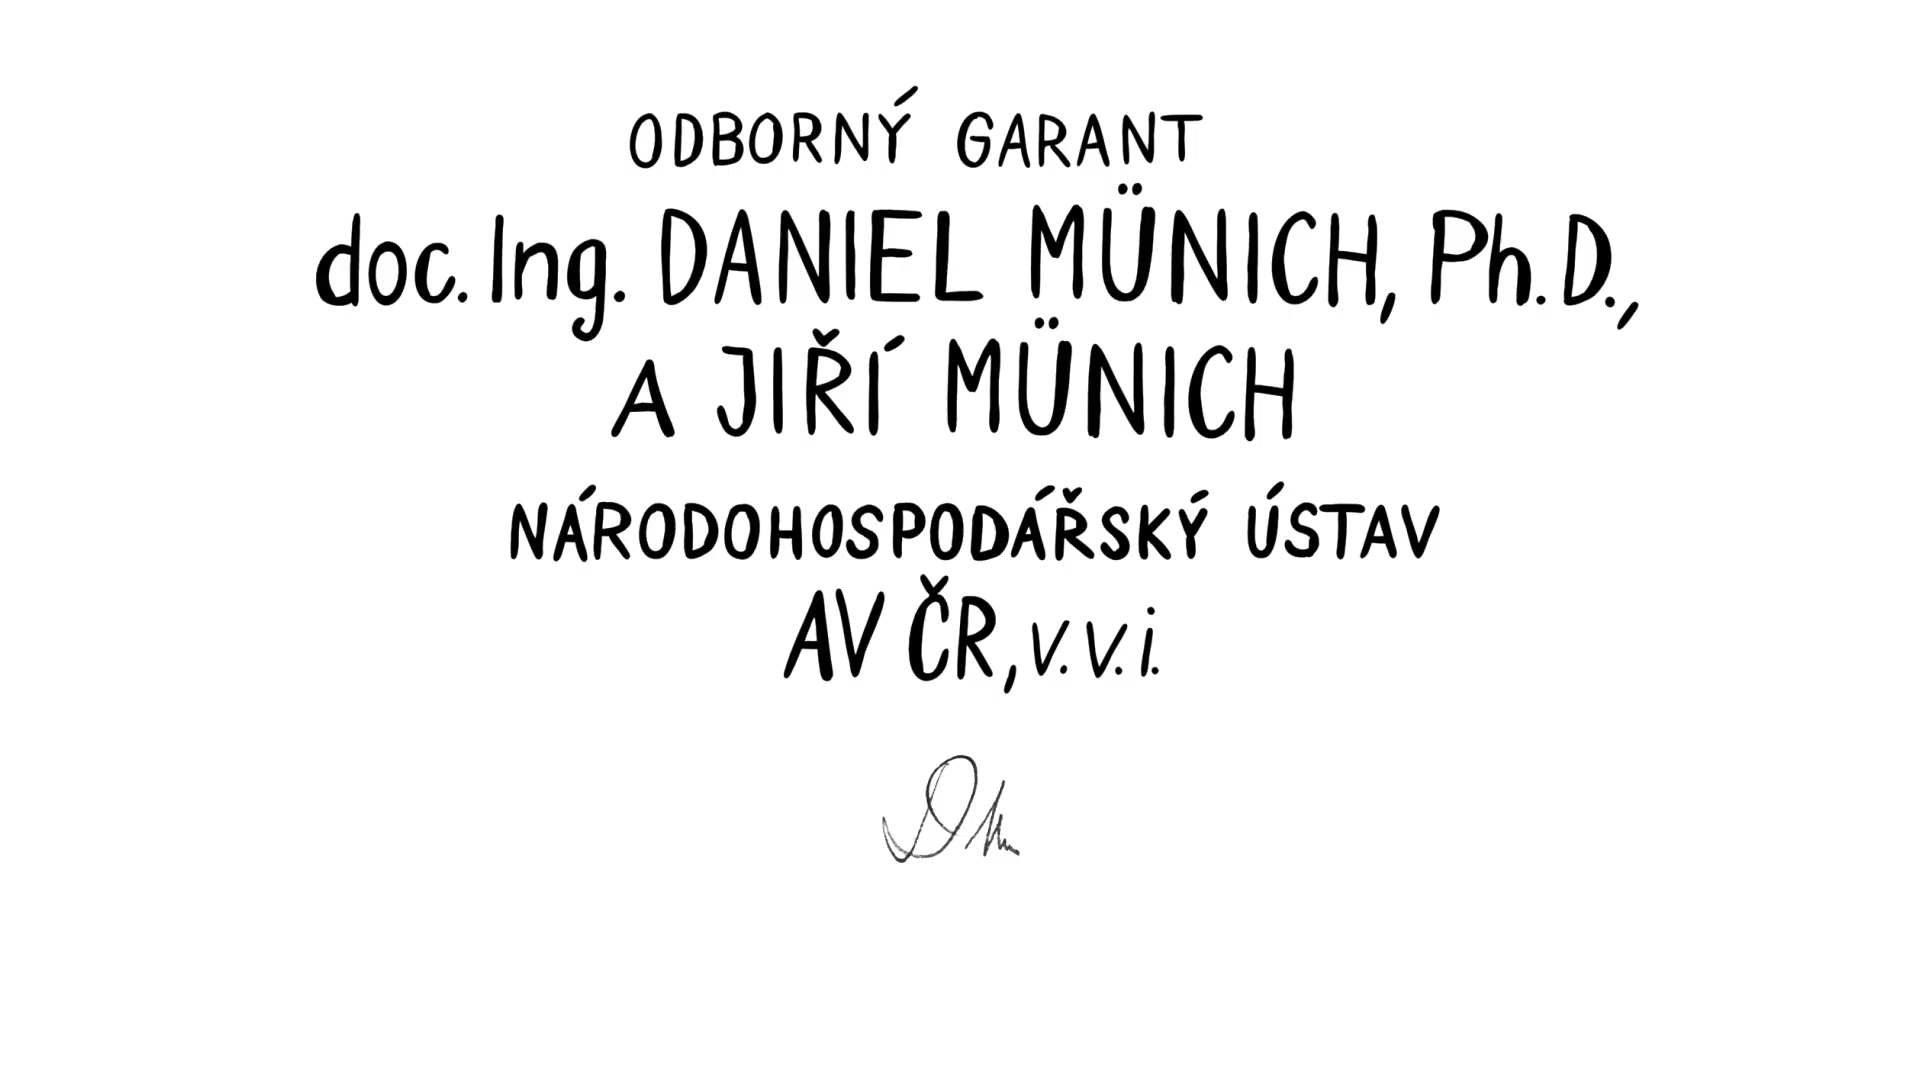 ODBORNÝ GARANT
doc. Ing. DANIEL MÜNICH, Ph.D.,
A JIŘÍ MÜNICH
NÁRODOHOSPODÁŘSKÝ ÚSTAV
AV ČR, v.v.i.